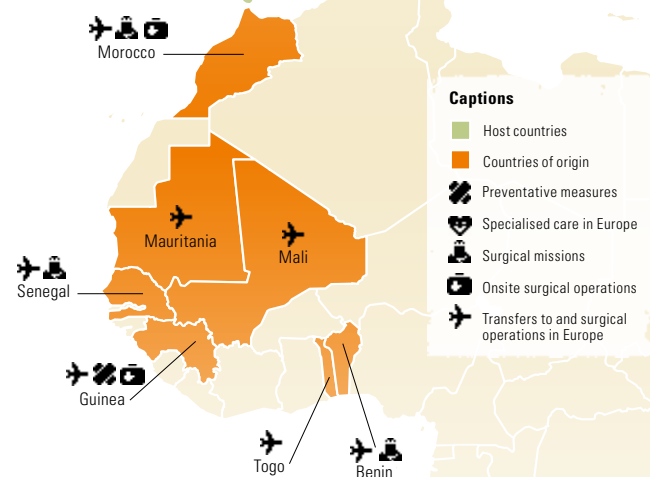 Morocco
Captions
Host countries
Countries of origin
Preventative measures
Specialised care in Europe
Surgical missions
Onsite surgical operations
Transfers to and surgical
operations in Europe
Mauritania
Mali
Senegal
Guinea
Togo
Benin